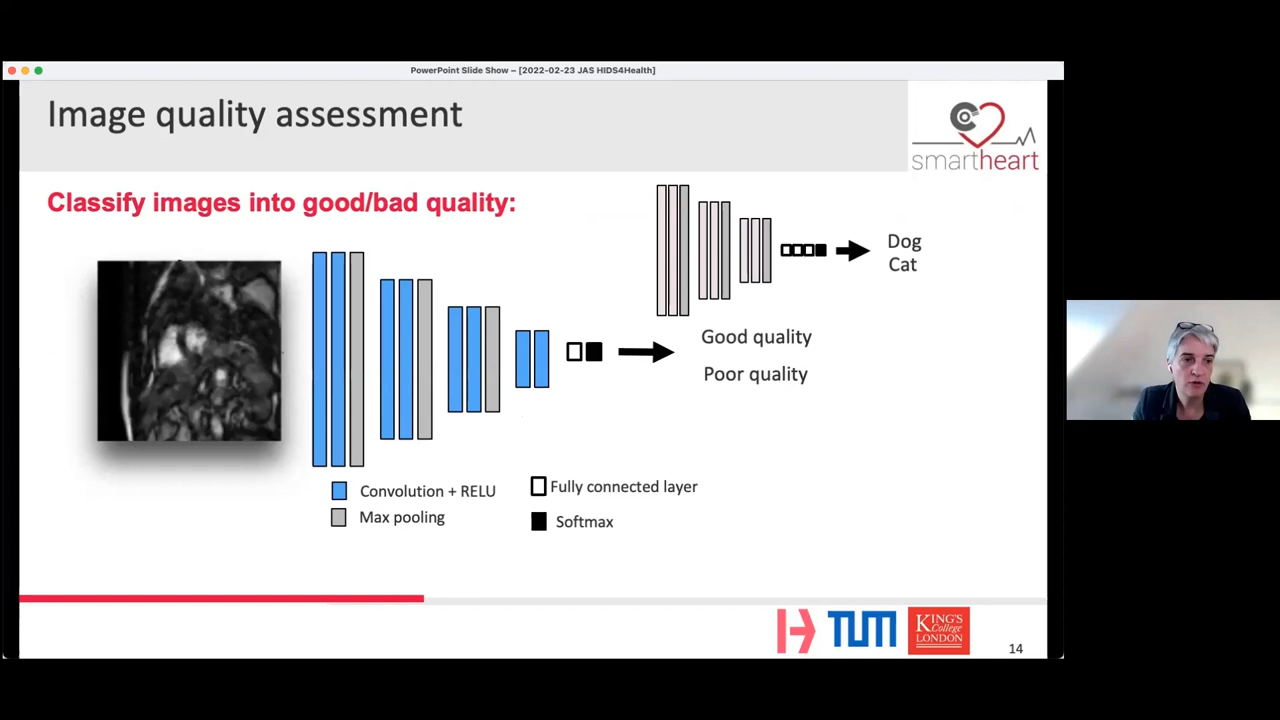 PowerPoint Slide Show – [2022-02-23 JAS HIDS4Health]
Image quality assessment
smartheart
Classify images into good/bad quality:
Dog
Cat
Good quality
Poor quality
Convolution + RELU
Max pooling
Fully connected layer
Softmax
TUM
KING'S
College
LONDON
14